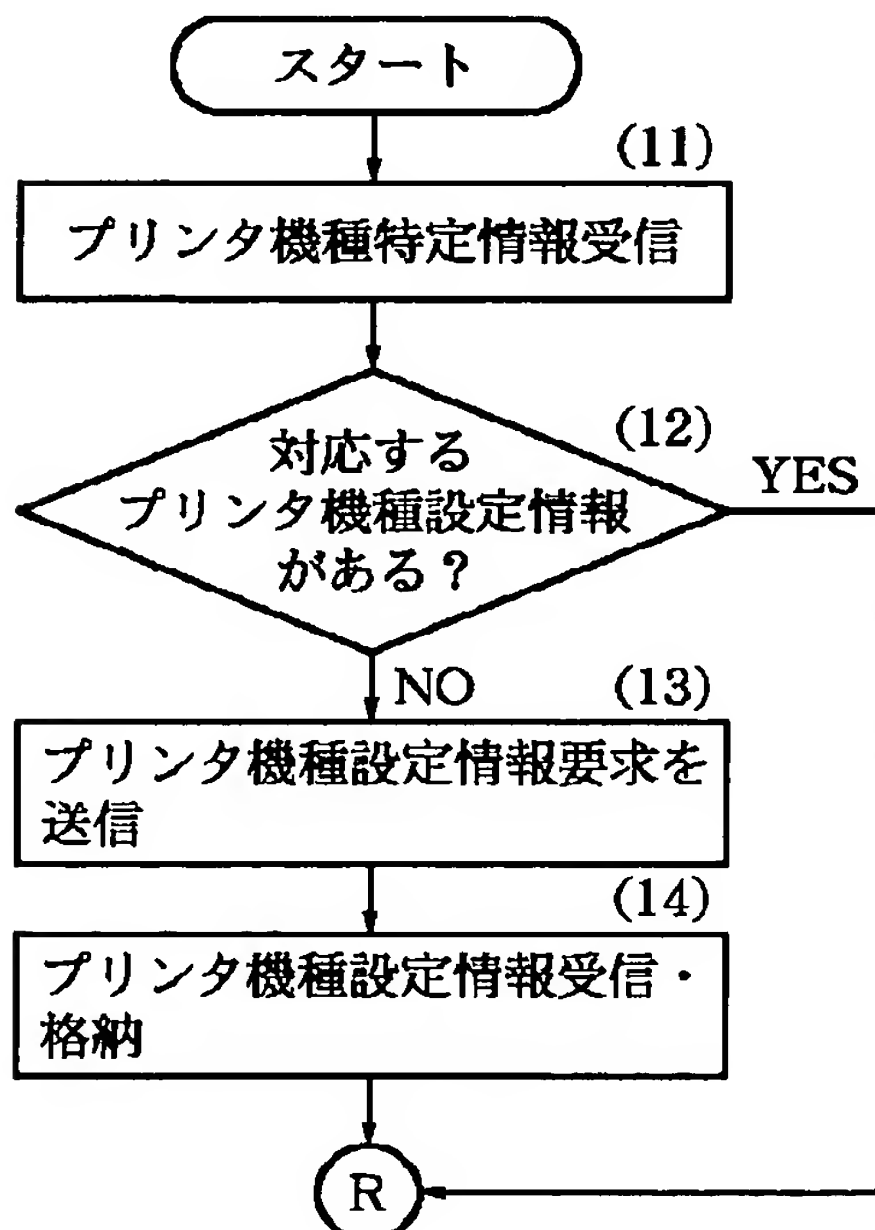 スタート
(11)
プリンタ機種特定情報受信
(12)
対応する
プリンタ機種設定情報
がある?
YES
NO
(13)
プリンタ機種設定情報要求を
送信
(14)
プリンタ機種設定情報受信・
格納
R